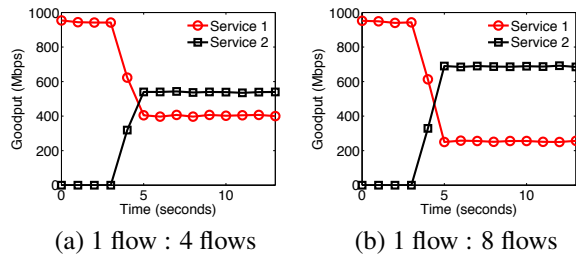 1000
800
600
400
200
0
0
5
10
Goodput (Mbps)
Time (seconds)
Service 1
Service 2
(a) 1 flow : 4 flows
1000
800
600
400
200
0
0
5
10
Goodput (Mbps)
Time (seconds)
Service 1
Service 2
(b) 1 flow : 8 flows